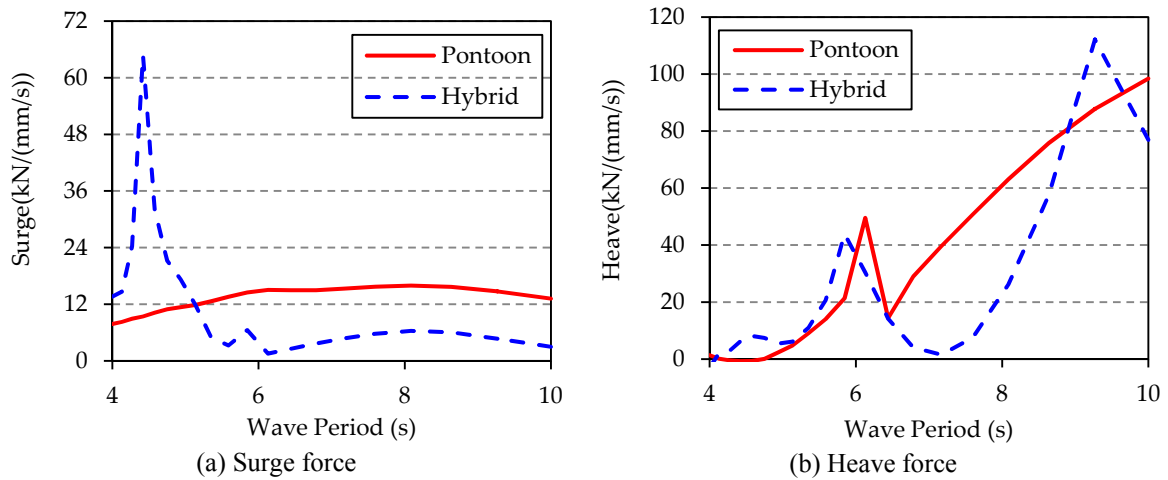 Surge(kN/(mm/s))
72
60
48
36
24
12
0
Pontoon
Hybrid
4
6
8
10
Wave Period (s)
(a) Surge force
Heave(kN/(mm/s))
120
100
80
60
40
20
0
Pontoon
Hybrid
4
6
8
10
Wave Period (s)
(b) Heave force